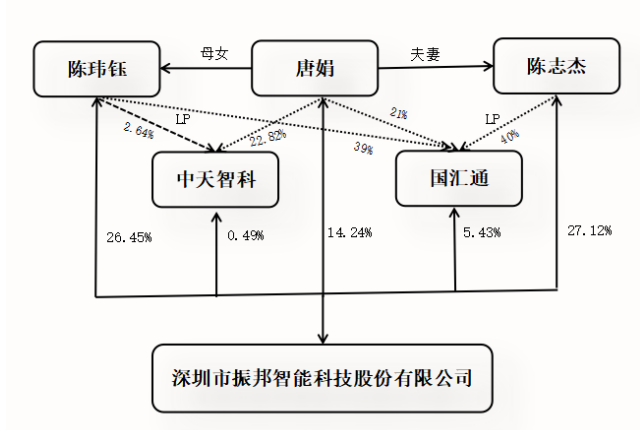 母女
夫妻
陈玮钰
唐娟
陈志杰
LP
21%
LP
2.64%
22.82%
39%
40%
中天智科
国汇通
26.45%
0.49%
14.24%
5.43%
27.12%
深圳市振邦智能科技股份有限公司